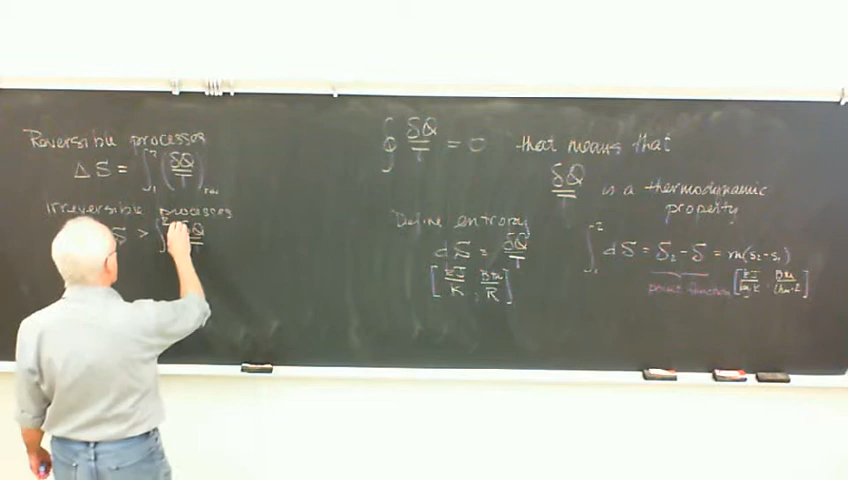 Reversible processes
ΔS = ∫₁² (δQ/T)rev
Irreversible processes
S > ∫ δQ/T
∮ δQ/T = 0 that means that
δQ/T is a thermodynamic
property
Define entropy
dS = δQ/T
[kJ/K , Btu/R]
∫₁² dS = S₂ - S = m(s₂-s₁)
point function [kJ/kg·K , Btu/lbm·R]